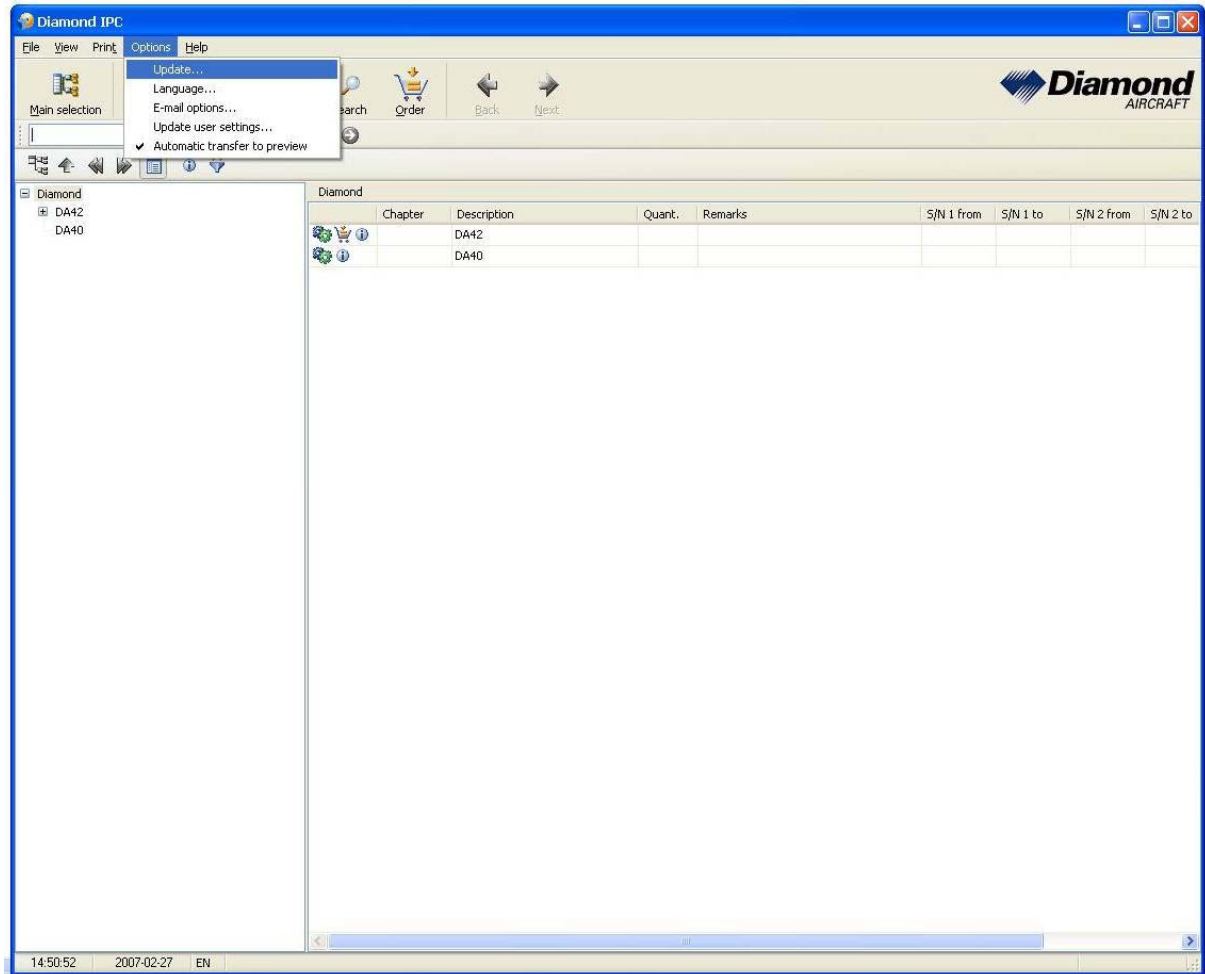 Diamond IPC
File View Print Options Help
Update...
Language...
E-mail options...
Update user settings...
✔ Automatic transfer to preview
Main selection
Order
Back
Next
Diamond
AIRCRAFT
Diamond
DA42
DA40
Diamond
Chapter Description Quant. Remarks S/N 1 from S/N 1 to S/N 2 from S/N 2 to
DA42
DA40
14:50:52 2007-02-27 EN